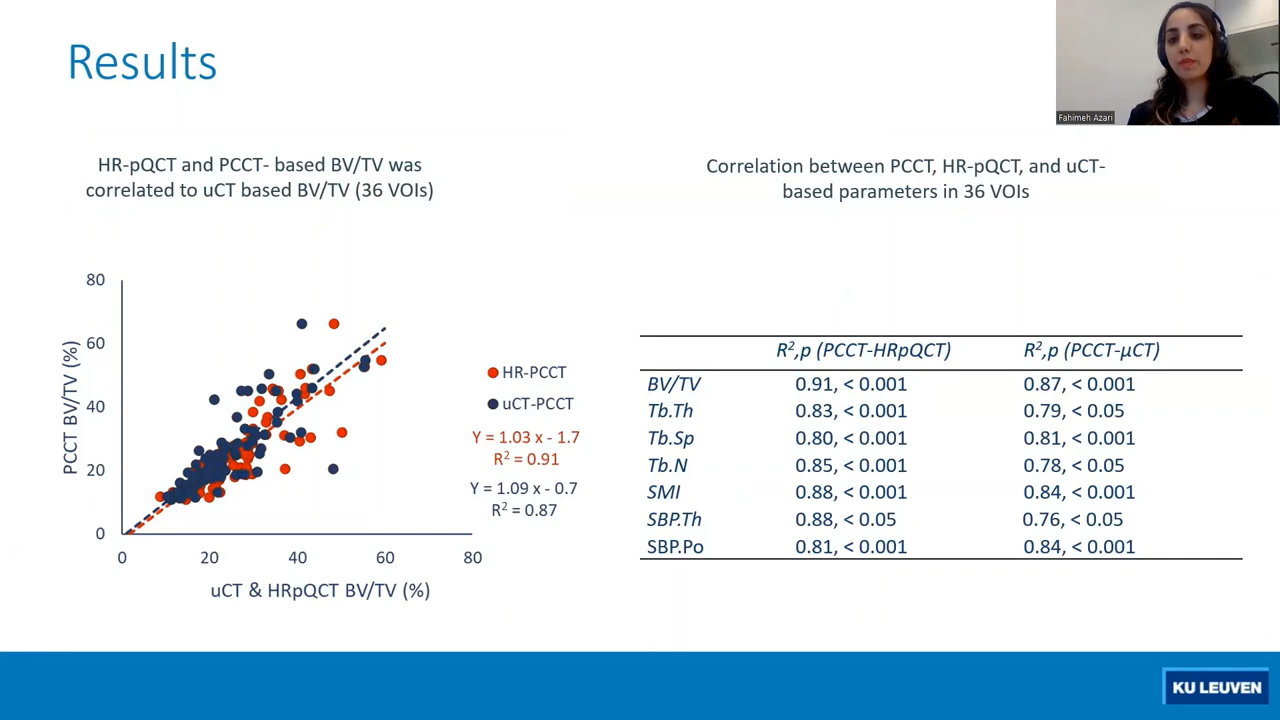 Results
Fahimeh Azari
HR-pQCT and PCCT- based BV/TV was
correlated to uCT based BV/TV (36 VOIs)
Correlation between PCCT, HR-pQCT, and uCT-
based parameters in 36 VOIs
80
60
40
20
0
PCCT BV/TV (%)
0 20 40 60 80
uCT & HRpQCT BV/TV (%)
HR-PCCT
uCT-PCCT
Y = 1.03 x - 1.7
R² = 0.91
Y = 1.09 x - 0.7
R² = 0.87
R²,p (PCCT-HRpQCT) R²,p (PCCT-µCT)
BV/TV 0.91, < 0.001 0.87, < 0.001
Tb.Th 0.83, < 0.001 0.79, < 0.05
Tb.Sp 0.80, < 0.001 0.81, < 0.001
Tb.N 0.85, < 0.001 0.78, < 0.05
SMI 0.88, < 0.001 0.84, < 0.001
SBP.Th 0.88, < 0.05 0.76, < 0.05
SBP.Po 0.81, < 0.001 0.84, < 0.001
KU LEUVEN